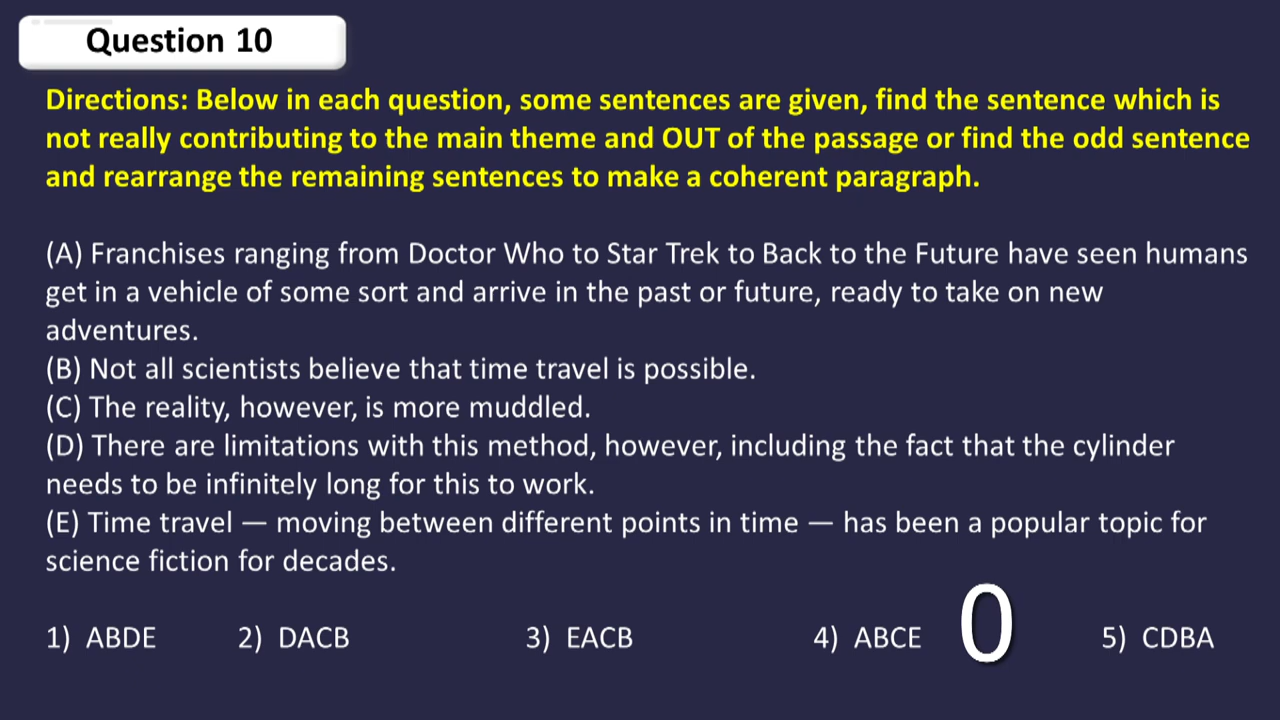 Question 10
Directions: Below in each question, some sentences are given, find the sentence which is
not really contributing to the main theme and OUT of the passage or find the odd sentence
and rearrange the remaining sentences to make a coherent paragraph.
(A) Franchises ranging from Doctor Who to Star Trek to Back to the Future have seen humans
get in a vehicle of some sort and arrive in the past or future, ready to take on new
adventures.
(B) Not all scientists believe that time travel is possible.
(C) The reality, however, is more muddled.
(D) There are limitations with this method, however, including the fact that the cylinder
needs to be infinitely long for this to work.
(E) Time travel — moving between different points in time — has been a popular topic for
science fiction for decades.
1) ABDE 2) DACB 3) EACB 4) ABCE 0 5) CDBA